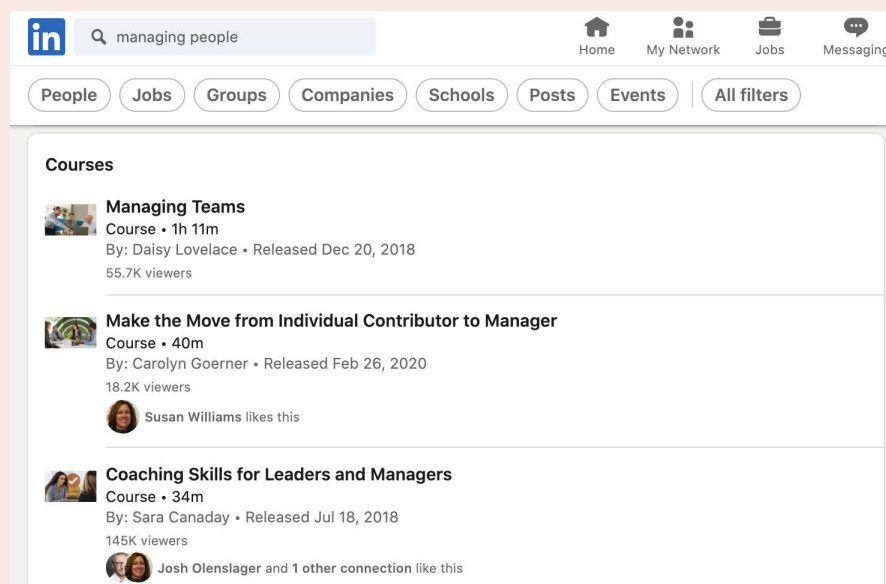 in
managing people
Home
My Network
Jobs
Messaging
People
Jobs
Groups
Companies
Schools
Posts
Events
All filters
Courses
Managing Teams
Course • 1h 11m
By: Daisy Lovelace • Released Dec 20, 2018
55.7K viewers
Make the Move from Individual Contributor to Manager
Course • 40m
By: Carolyn Goerner • Released Feb 26, 2020
18.2K viewers
Susan Williams likes this
Coaching Skills for Leaders and Managers
Course • 34m
By: Sara Canaday • Released Jul 18, 2018
145K viewers
Josh Olenslager and 1 other connection like this